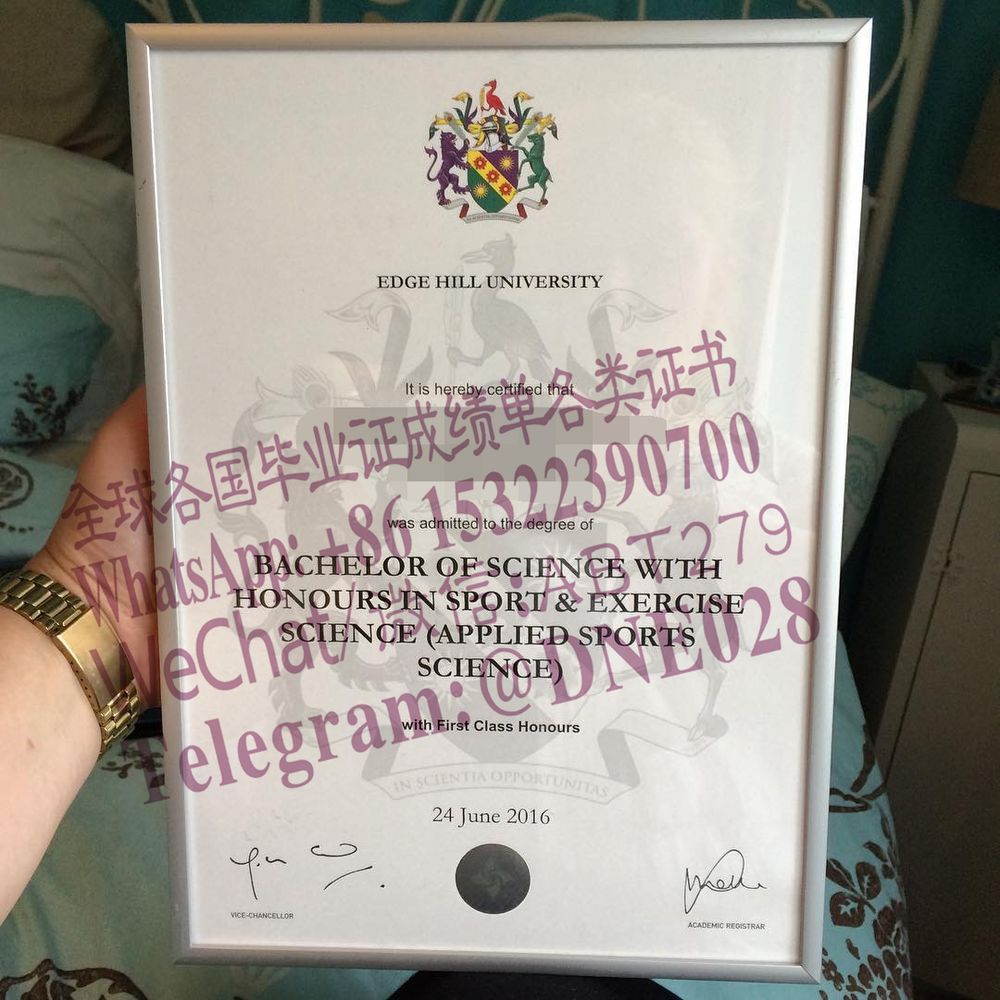 EDGE HILL UNIVERSITY
It is hereby certified that
全球各国毕业证成绩单各类证书
WhatsApp: +86 15322390700
was admitted to the degree of
WeChat/微信:ABT279
BACHELOR OF SCIENCE WITH
HONOURS IN SPORT & EXERCISE
SCIENCE (APPLIED SPORTS
SCIENCE)
Telegram:@DNE028
with First Class Honours
IN SCIENTIA OPPORTUNITAS
24 June 2016
VICE-CHANCELLOR
ACADEMIC REGISTRAR